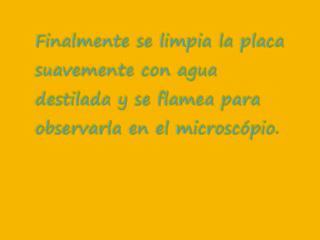 Finalmente se limpia la placa
suavemente con agua
destilada y se flamea para
observarla en el microscópio.